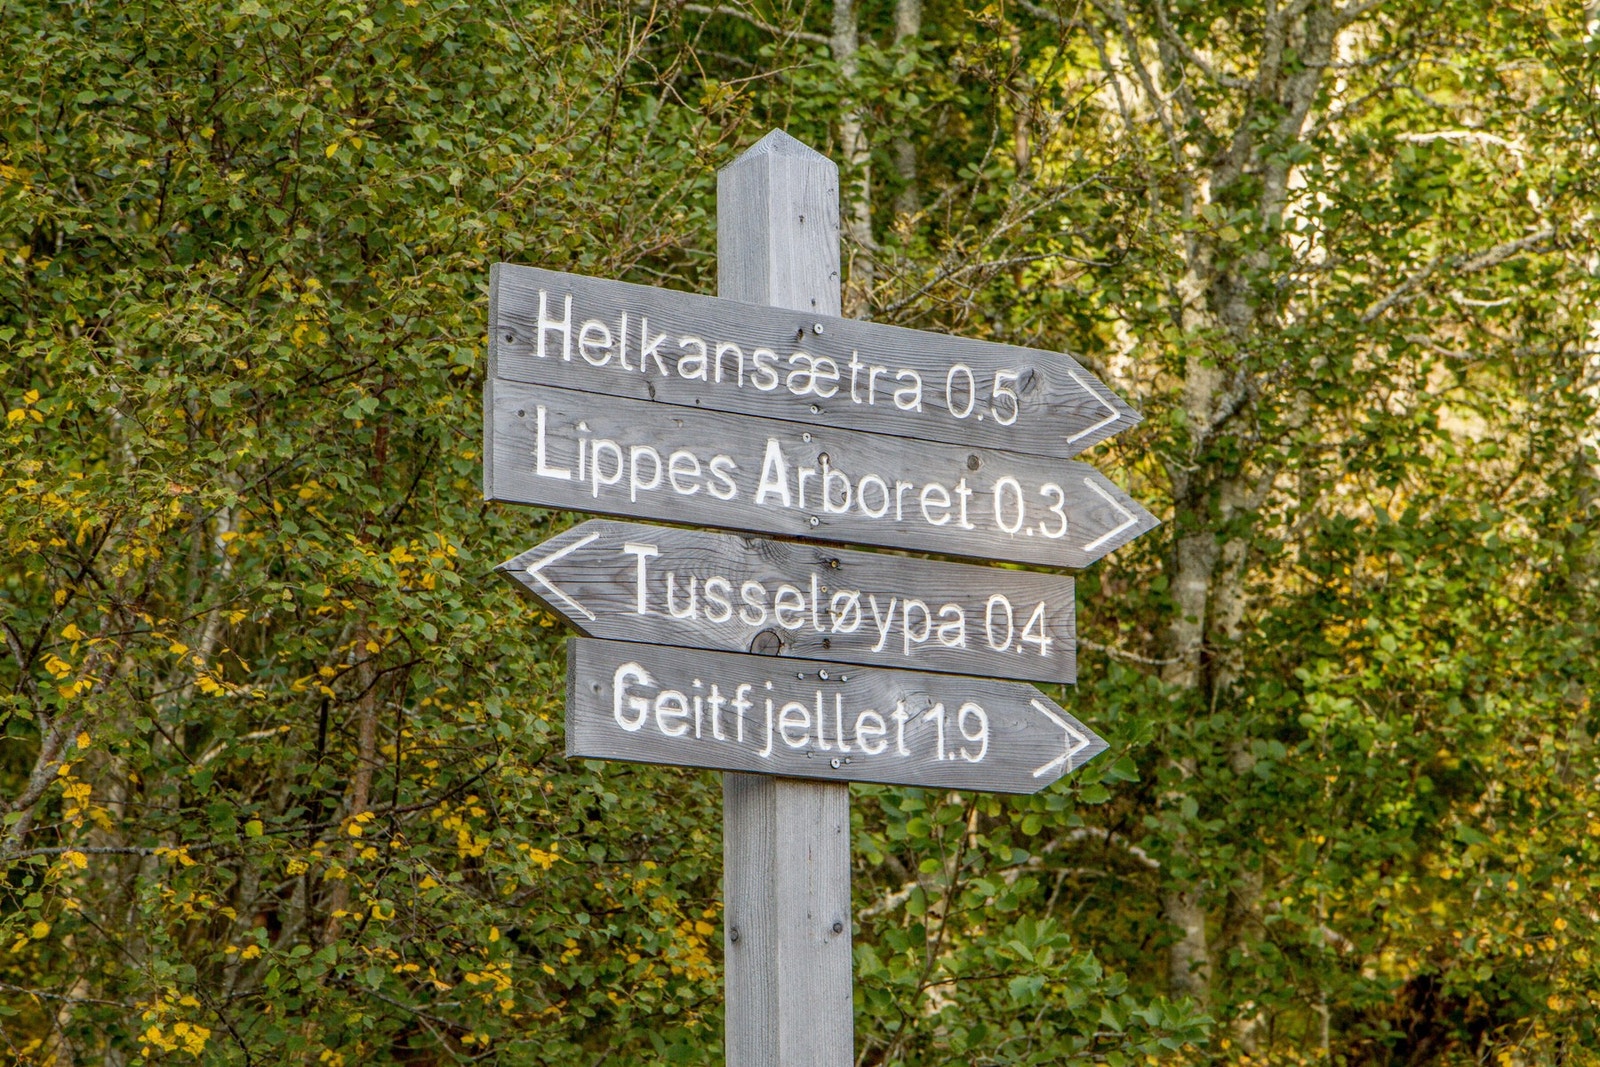 Helkansætra 0.5
Lippes Arboret 0.3
Tusseløypa 0.4
Geitfjellet 1.9